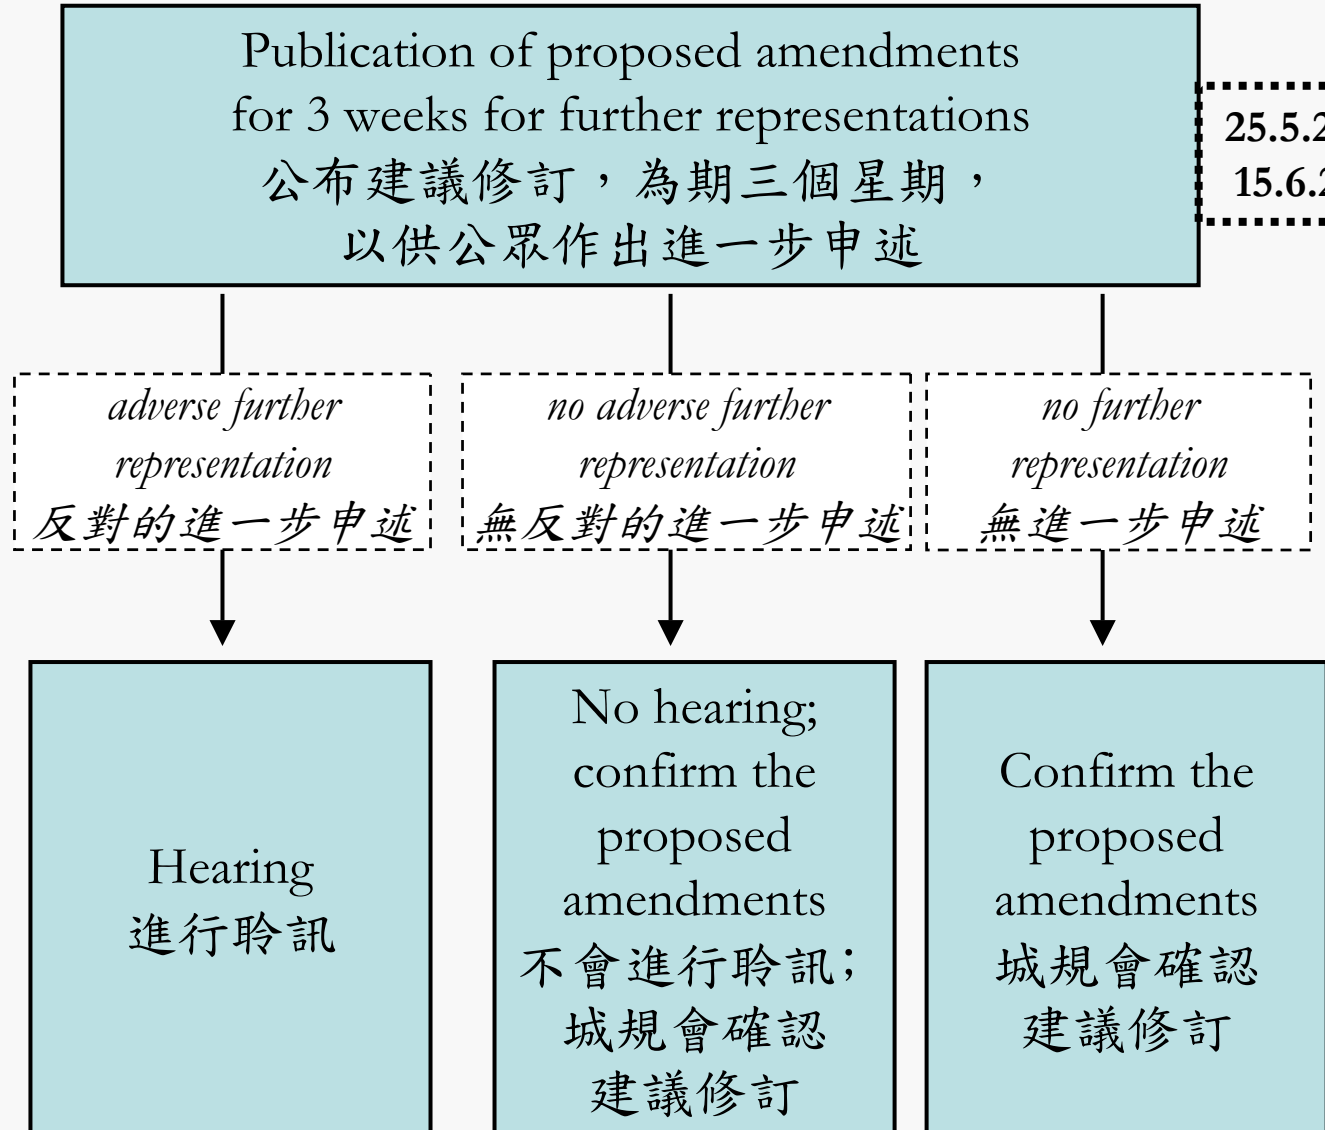 Publication of proposed amendments
for 3 weeks for further representations
公布建議修訂，為期三個星期，
以供公眾作出進一步申述
25.5.2
15.6.2
adverse further
representation
反對的進一步申述
no adverse further
representation
無反對的進一步申述
no further
representation
無進一步申述
Hearing
進行聆訊
No hearing;
confirm the
proposed
amendments
不會進行聆訊；
城規會確認
建議修訂
Confirm the
proposed
amendments
城規會確認
建議修訂